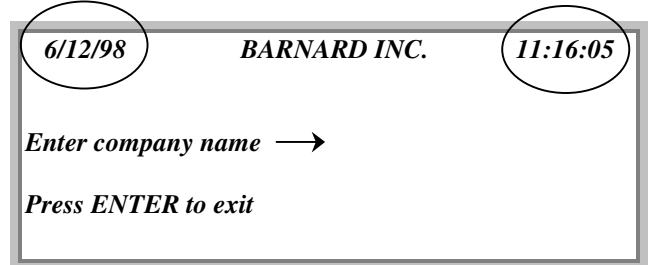 6/12/98 BARNARD INC. 11:16:05
Enter company name →
Press ENTER to exit